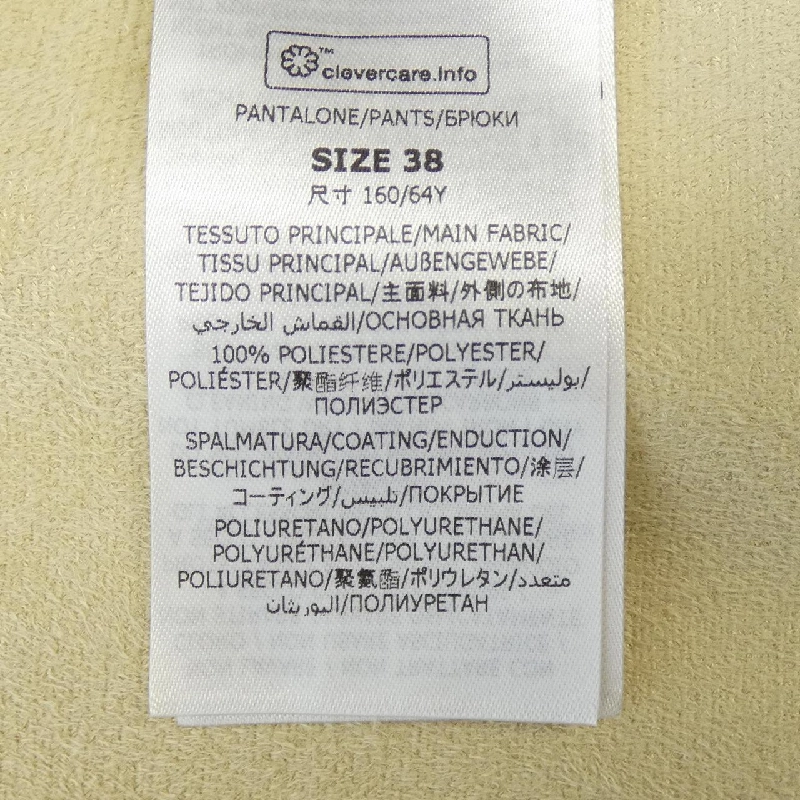 clevercare.info™
PANTALONE/PANTS/БРЮКИ
SIZE 38
尺寸 160/64Y
TESSUTO PRINCIPALE/MAIN FABRIC/
TISSU PRINCIPAL/AUßENGEWEBE/
TEJIDO PRINCIPAL/主面料/外側の布地/
القماش الخارجي/ОСНОВНАЯ ТКАНЬ
100% POLIESTERE/POLYESTER/
POLIÉSTER/聚酯纤维/ポリエステル/بوليستر/
ПОЛИЭСТЕР
SPALMATURA/COATING/ENDUCTION/
BESCHICHTUNG/RECUBRIMIENTO/涂层/
コーティング/تلبيس/ПОКРЫТИЕ
POLIURETANO/POLYURETHANE/
POLYURÉTHANE/POLYURETHAN/
POLIURETANO/聚氨酯/ポリウレタン/متعدد
اليوريثان/ПОЛИУРЕТАН